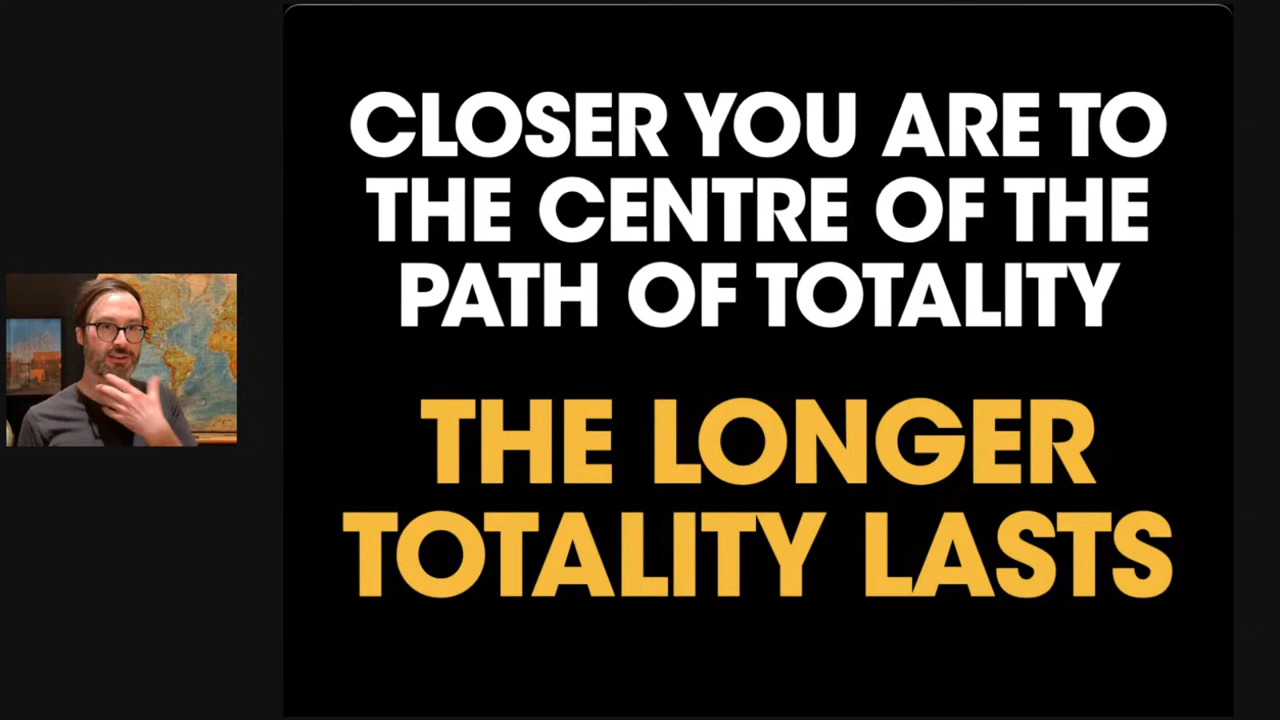 CLOSER YOU ARE TO
THE CENTRE OF THE
PATH OF TOTALITY
THE LONGER
TOTALITY LASTS